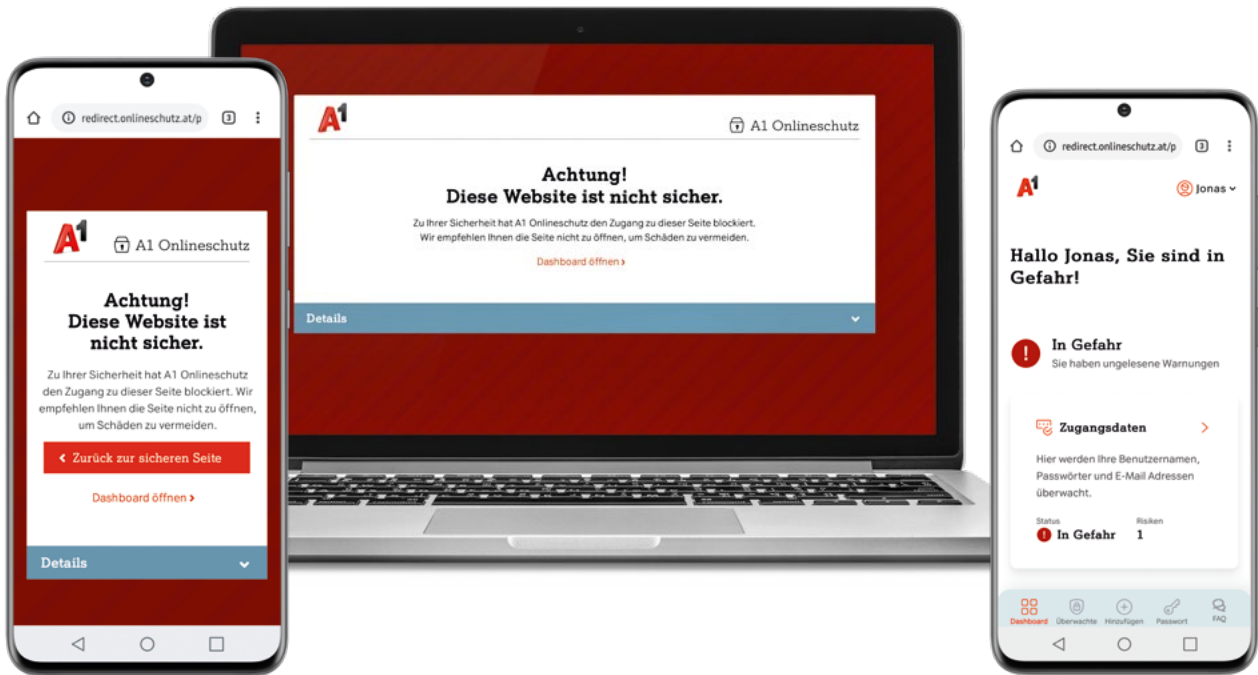 redirect.onlineschutz.at/p
3
A1
A1 Onlineschutz
Achtung!
Diese Website ist
nicht sicher.
Zu Ihrer Sicherheit hat A1 Onlineschutz
den Zugang zu dieser Seite blockiert. Wir
empfehlen Ihnen die Seite nicht zu öffnen,
um Schäden zu vermeiden.
Zurück zur sicheren Seite
Dashboard öffnen
Details
A1
A1 Onlineschutz
Achtung!
Diese Website ist nicht sicher.
Zu Ihrer Sicherheit hat A1 Onlineschutz den Zugang zu dieser Seite blockiert.
Wir empfehlen Ihnen die Seite nicht zu öffnen, um Schäden zu vermeiden.
Dashboard öffnen
Details
redirect.onlineschutz.at/p
3
A1
Jonas
Hallo Jonas, Sie sind in
Gefahr!
In Gefahr
Sie haben ungelesene Warnungen
Zugangsdaten
Hier werden Ihre Benutzernamen,
Passwörter und E-Mail Adressen
überwacht.
Status Risiken
In Gefahr 1
Dashboard Überwachte Hinzufügen Passwort FAQ